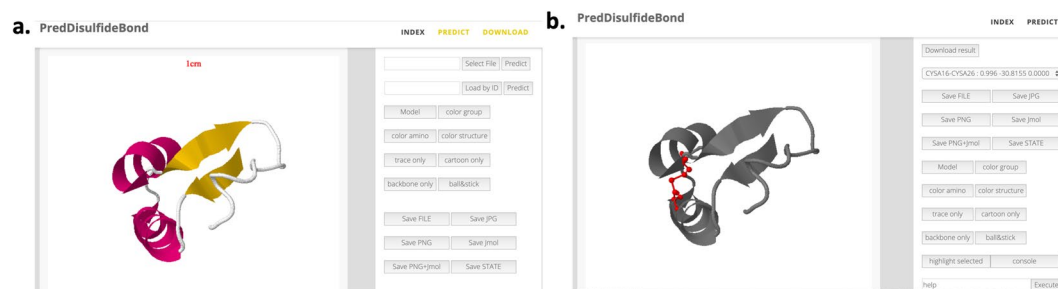 a. PredDisulfideBond
INDEX PREDICT DOWNLOAD
1cm
Select File Predict
Load by ID Predict
Model color group
color amino color structure
trace only cartoon only
backbone only ball&stick
Save FILE Save JPG
Save PNG Save Jmol
Save PNG+Jmol Save STATE
b. PredDisulfideBond
INDEX PREDICT
Download result
CYSA16-CYSA26 : 0.996 -30.8155 0.0000
Save FILE Save JPG
Save PNG Save Jmol
Save PNG+Jmol Save STATE
Model color group
color amino color structure
trace only cartoon only
backbone only ball&stick
highlight selected console
help Execute